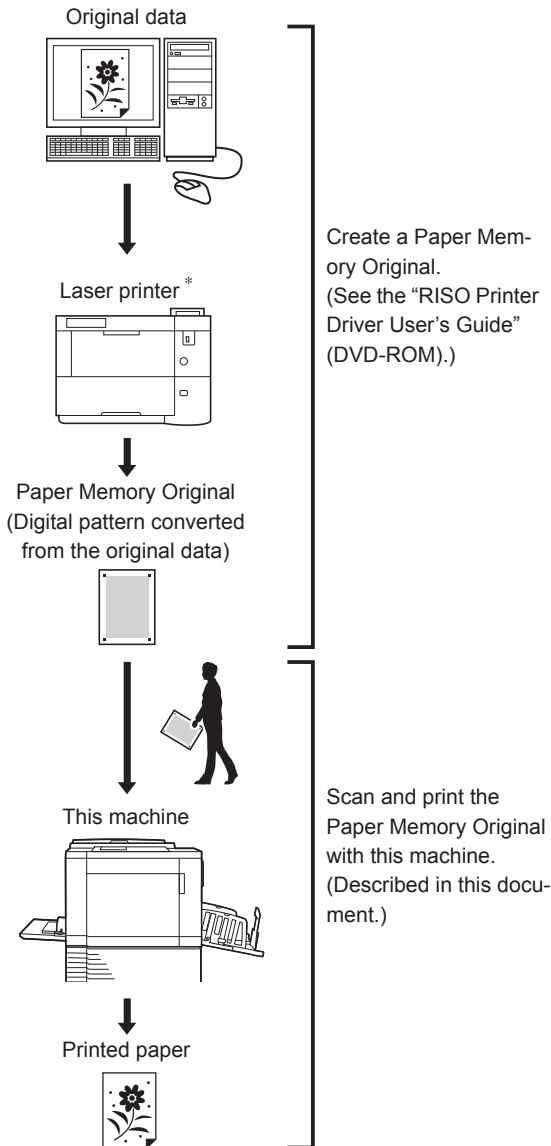 Original data
Laser printer *
Paper Memory Original
(Digital pattern converted
from the original data)
Create a Paper Mem-
ory Original.
(See the “RISO Printer
Driver User’s Guide”
(DVD-ROM).)
This machine
Printed paper
Scan and print the
Paper Memory Original
with this machine.
(Described in this docu-
ment.)